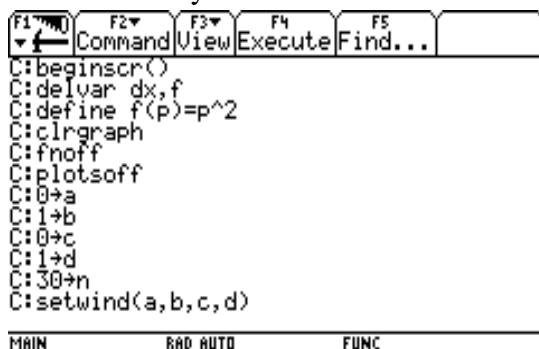 F1 F2▼ F3▼ F4 F5
▼ Command View Execute Find...
C:beginscr()
C:delvar dx,f
C:define f(p)=p^2
C:clrgraph
C:fnoff
C:plotsoff
C:0→a
C:1→b
C:0→c
C:1→d
C:30→n
C:setwind(a,b,c,d)
MAIN RAD AUTO FUNC